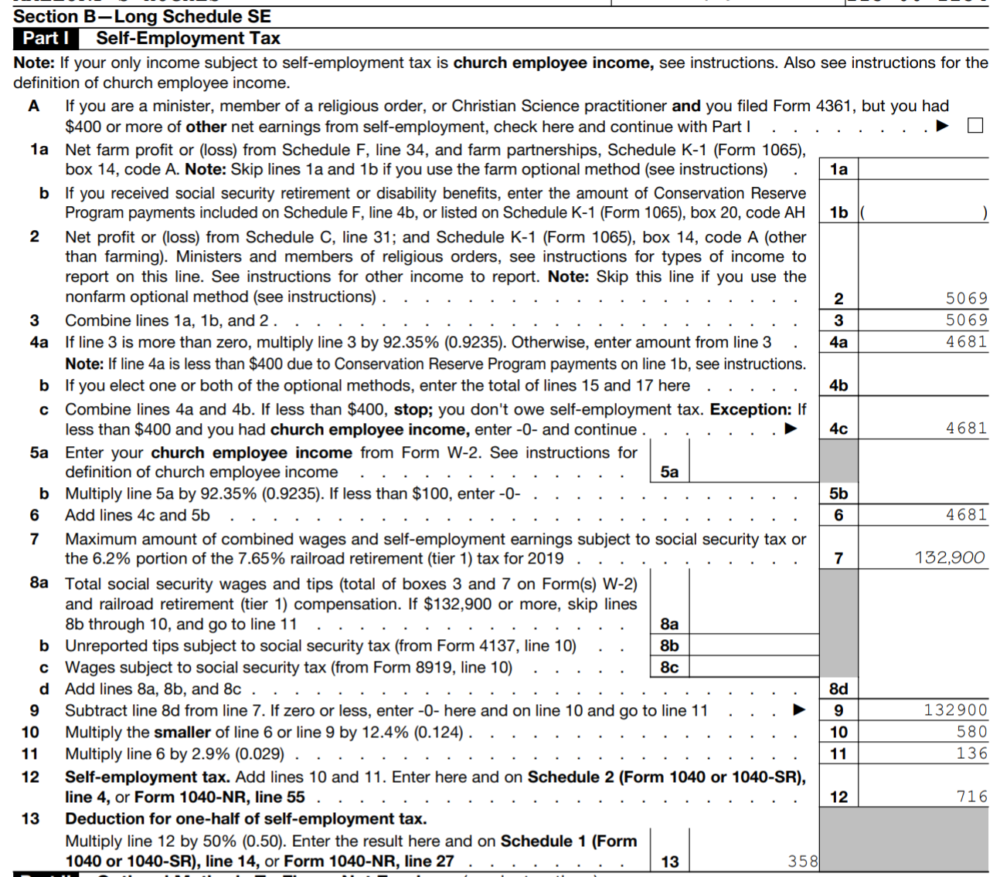 Section B—Long Schedule SE
Part I Self-Employment Tax
Note: If your only income subject to self-employment tax is church employee income, see instructions. Also see instructions for the
definition of church employee income.
A If you are a minister, member of a religious order, or Christian Science practitioner and you filed Form 4361, but you had
$400 or more of other net earnings from self-employment, check here and continue with Part I . . . . . . . . ▶ ☐
1a Net farm profit or (loss) from Schedule F, line 34, and farm partnerships, Schedule K-1 (Form 1065),
box 14, code A. Note: Skip lines 1a and 1b if you use the farm optional method (see instructions) . 1a
b If you received social security retirement or disability benefits, enter the amount of Conservation Reserve
Program payments included on Schedule F, line 4b, or listed on Schedule K-1 (Form 1065), box 20, code AH 1b ( )
2 Net profit or (loss) from Schedule C, line 31; and Schedule K-1 (Form 1065), box 14, code A (other
than farming). Ministers and members of religious orders, see instructions for types of income to
report on this line. See instructions for other income to report. Note: Skip this line if you use the
nonfarm optional method (see instructions) . . . . . . . . . . . . . . . . . . . . 2 5069
3 Combine lines 1a, 1b, and 2 . . . . . . . . . . . . . . . . . . . . . . . . . 3 5069
4a If line 3 is more than zero, multiply line 3 by 92.35% (0.9235). Otherwise, enter amount from line 3 . 4a 4681
Note: If line 4a is less than $400 due to Conservation Reserve Program payments on line 1b, see instructions.
b If you elect one or both of the optional methods, enter the total of lines 15 and 17 here . . . . . 4b
c Combine lines 4a and 4b. If less than $400, stop; you don't owe self-employment tax. Exception: If
less than $400 and you had church employee income, enter -0- and continue . . . . . . . ▶ 4c 4681
5a Enter your church employee income from Form W-2. See instructions for
definition of church employee income . . . . . . . . . . . . . 5a
b Multiply line 5a by 92.35% (0.9235). If less than $100, enter -0- . . . . . . . . . . . . . 5b
6 Add lines 4c and 5b . . . . . . . . . . . . . . . . . . . . . . . . . . . 6 4681
7 Maximum amount of combined wages and self-employment earnings subject to social security tax or
the 6.2% portion of the 7.65% railroad retirement (tier 1) tax for 2019 . . . . . . . . . . . 7 132,900
8a Total social security wages and tips (total of boxes 3 and 7 on Form(s) W-2)
and railroad retirement (tier 1) compensation. If $132,900 or more, skip lines
8b through 10, and go to line 11 . . . . . . . . . . . . . . . 8a
b Unreported tips subject to social security tax (from Form 4137, line 10) . . 8b
c Wages subject to social security tax (from Form 8919, line 10) . . . . . 8c
d Add lines 8a, 8b, and 8c . . . . . . . . . . . . . . . . . . . . . . . . . . 8d
9 Subtract line 8d from line 7. If zero or less, enter -0- here and on line 10 and go to line 11 . . . ▶ 9 132900
10 Multiply the smaller of line 6 or line 9 by 12.4% (0.124) . . . . . . . . . . . . . . . . 10 580
11 Multiply line 6 by 2.9% (0.029) . . . . . . . . . . . . . . . . . . . . . . . . 11 136
12 Self-employment tax. Add lines 10 and 11. Enter here and on Schedule 2 (Form 1040 or 1040-SR),
line 4, or Form 1040-NR, line 55 . . . . . . . . . . . . . . . . . . . . . . . 12 716
13 Deduction for one-half of self-employment tax.
Multiply line 12 by 50% (0.50). Enter the result here and on Schedule 1 (Form
1040 or 1040-SR), line 14, or Form 1040-NR, line 27 . . . . . . . . 13 358